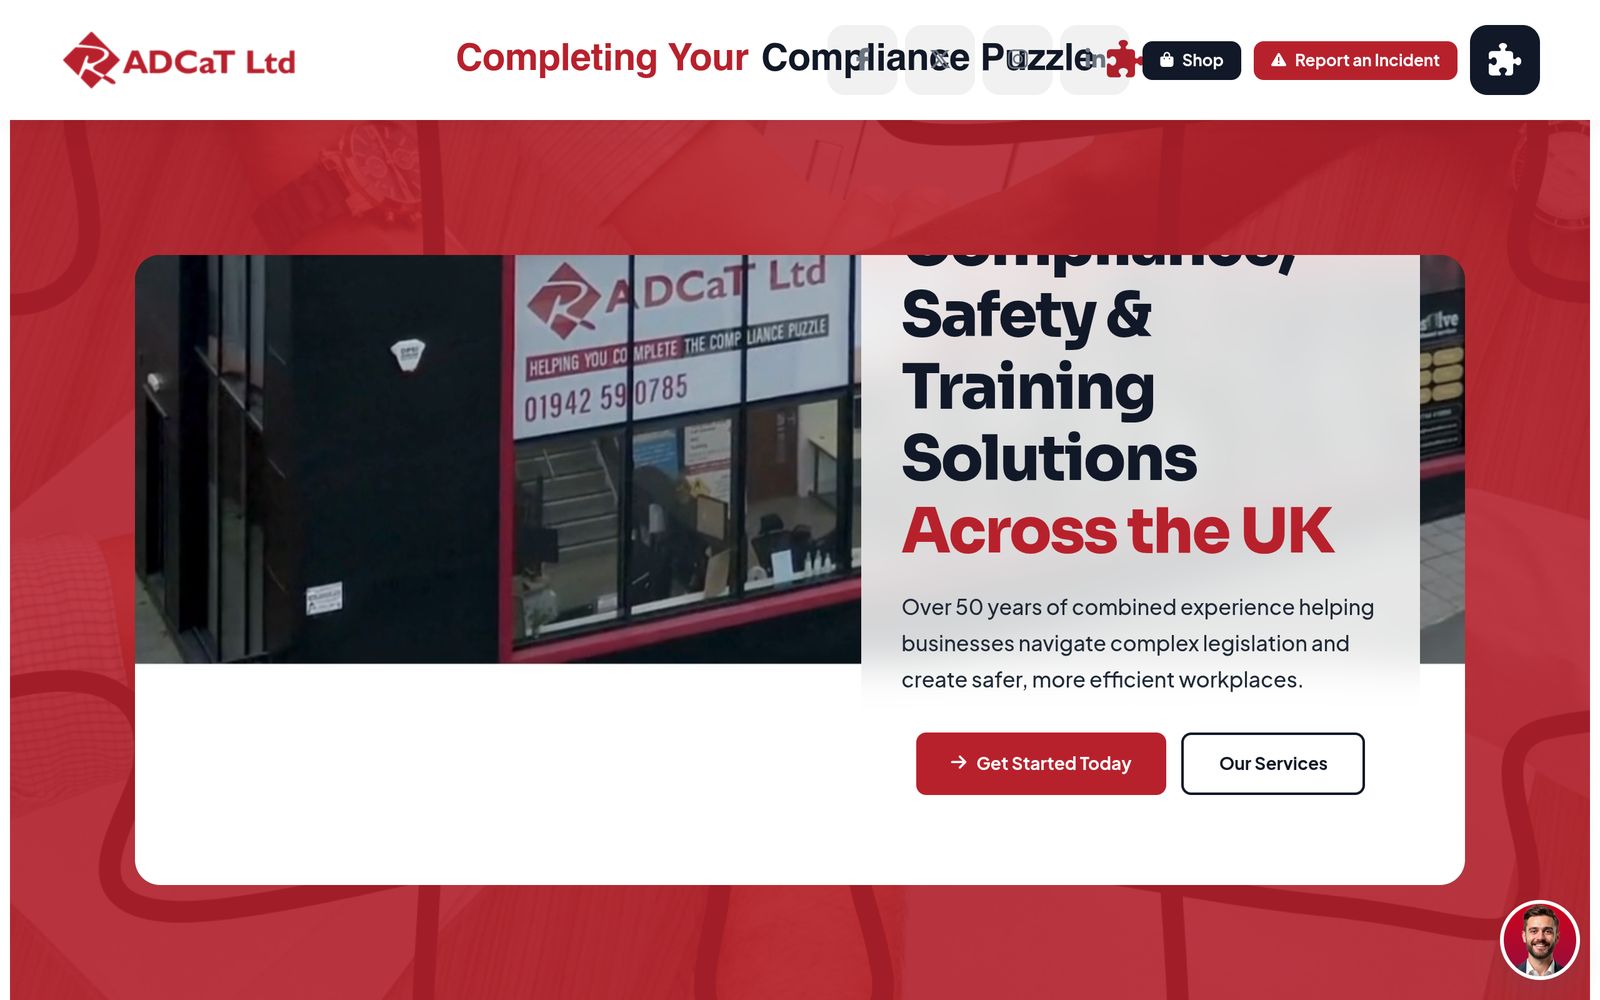 ADCaT Ltd
Completing Your Compliance Puzzle
Shop
Report an Incident
ADCaT Ltd
HELPING YOU COMPLETE THE COMPLIANCE PUZZLE
01942 590785
Compliance,
Safety &
Training
Solutions
Across the UK
Over 50 years of combined experience helping
businesses navigate complex legislation and
create safer, more efficient workplaces.
Get Started Today
Our Services